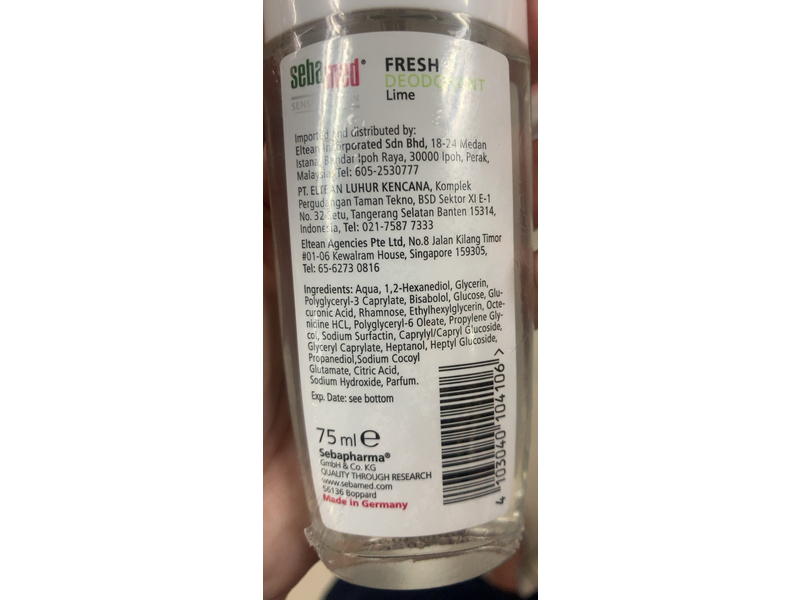 sebamed®
FRESH
DEODORANT
Lime
Imported and distributed by:
Eltean Incorporated Sdn Bhd, 18-24 Medan
Istana, Bandar Ipoh Raya, 30000 Ipoh, Perak,
Malaysia, Tel: 605-2530777
PT. ELTEAN LUHUR KENCANA, Komplek
Pergudangan Taman Tekno, BSD Sektor XI E-1
No. 32 Setu, Tangerang Selatan Banten 15314,
Indonesia, Tel: 021-7587 7333
Eltean Agencies Pte Ltd, No.8 Jalan Kilang Timor
#01-06 Kewalram House, Singapore 159305,
Tel: 65-6273 0816
Ingredients: Aqua, 1,2-Hexanediol, Glycerin,
Polyglyceryl-3 Caprylate, Bisabolol, Glucose, Glu-
curonic Acid, Rhamnose, Ethylhexylglycerin, Octe-
nidine HCL, Polyglyceryl-6 Oleate, Propylene Gly-
col, Sodium Surfactin, Caprylyl/Capryl Glucoside,
Glyceryl Caprylate, Heptanol, Heptyl Glucoside,
Propanediol,Sodium Cocoyl
Glutamate, Citric Acid,
Sodium Hydroxide, Parfum.
Exp. Date: see bottom
75 ml ℮
Sebapharma®
GmbH & Co. KG
QUALITY THROUGH RESEARCH
www.sebamed.com
56136 Boppard
Made in Germany
4 103040 104106 >